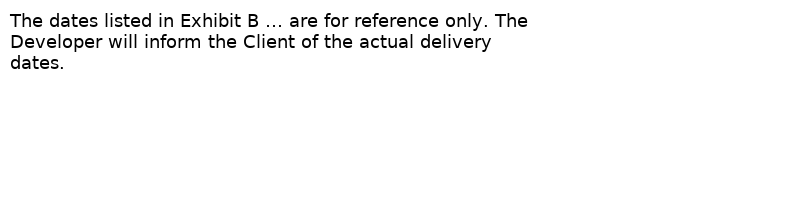 The dates listed in Exhibit B ... are for reference only. The
Developer will inform the Client of the actual delivery
dates.